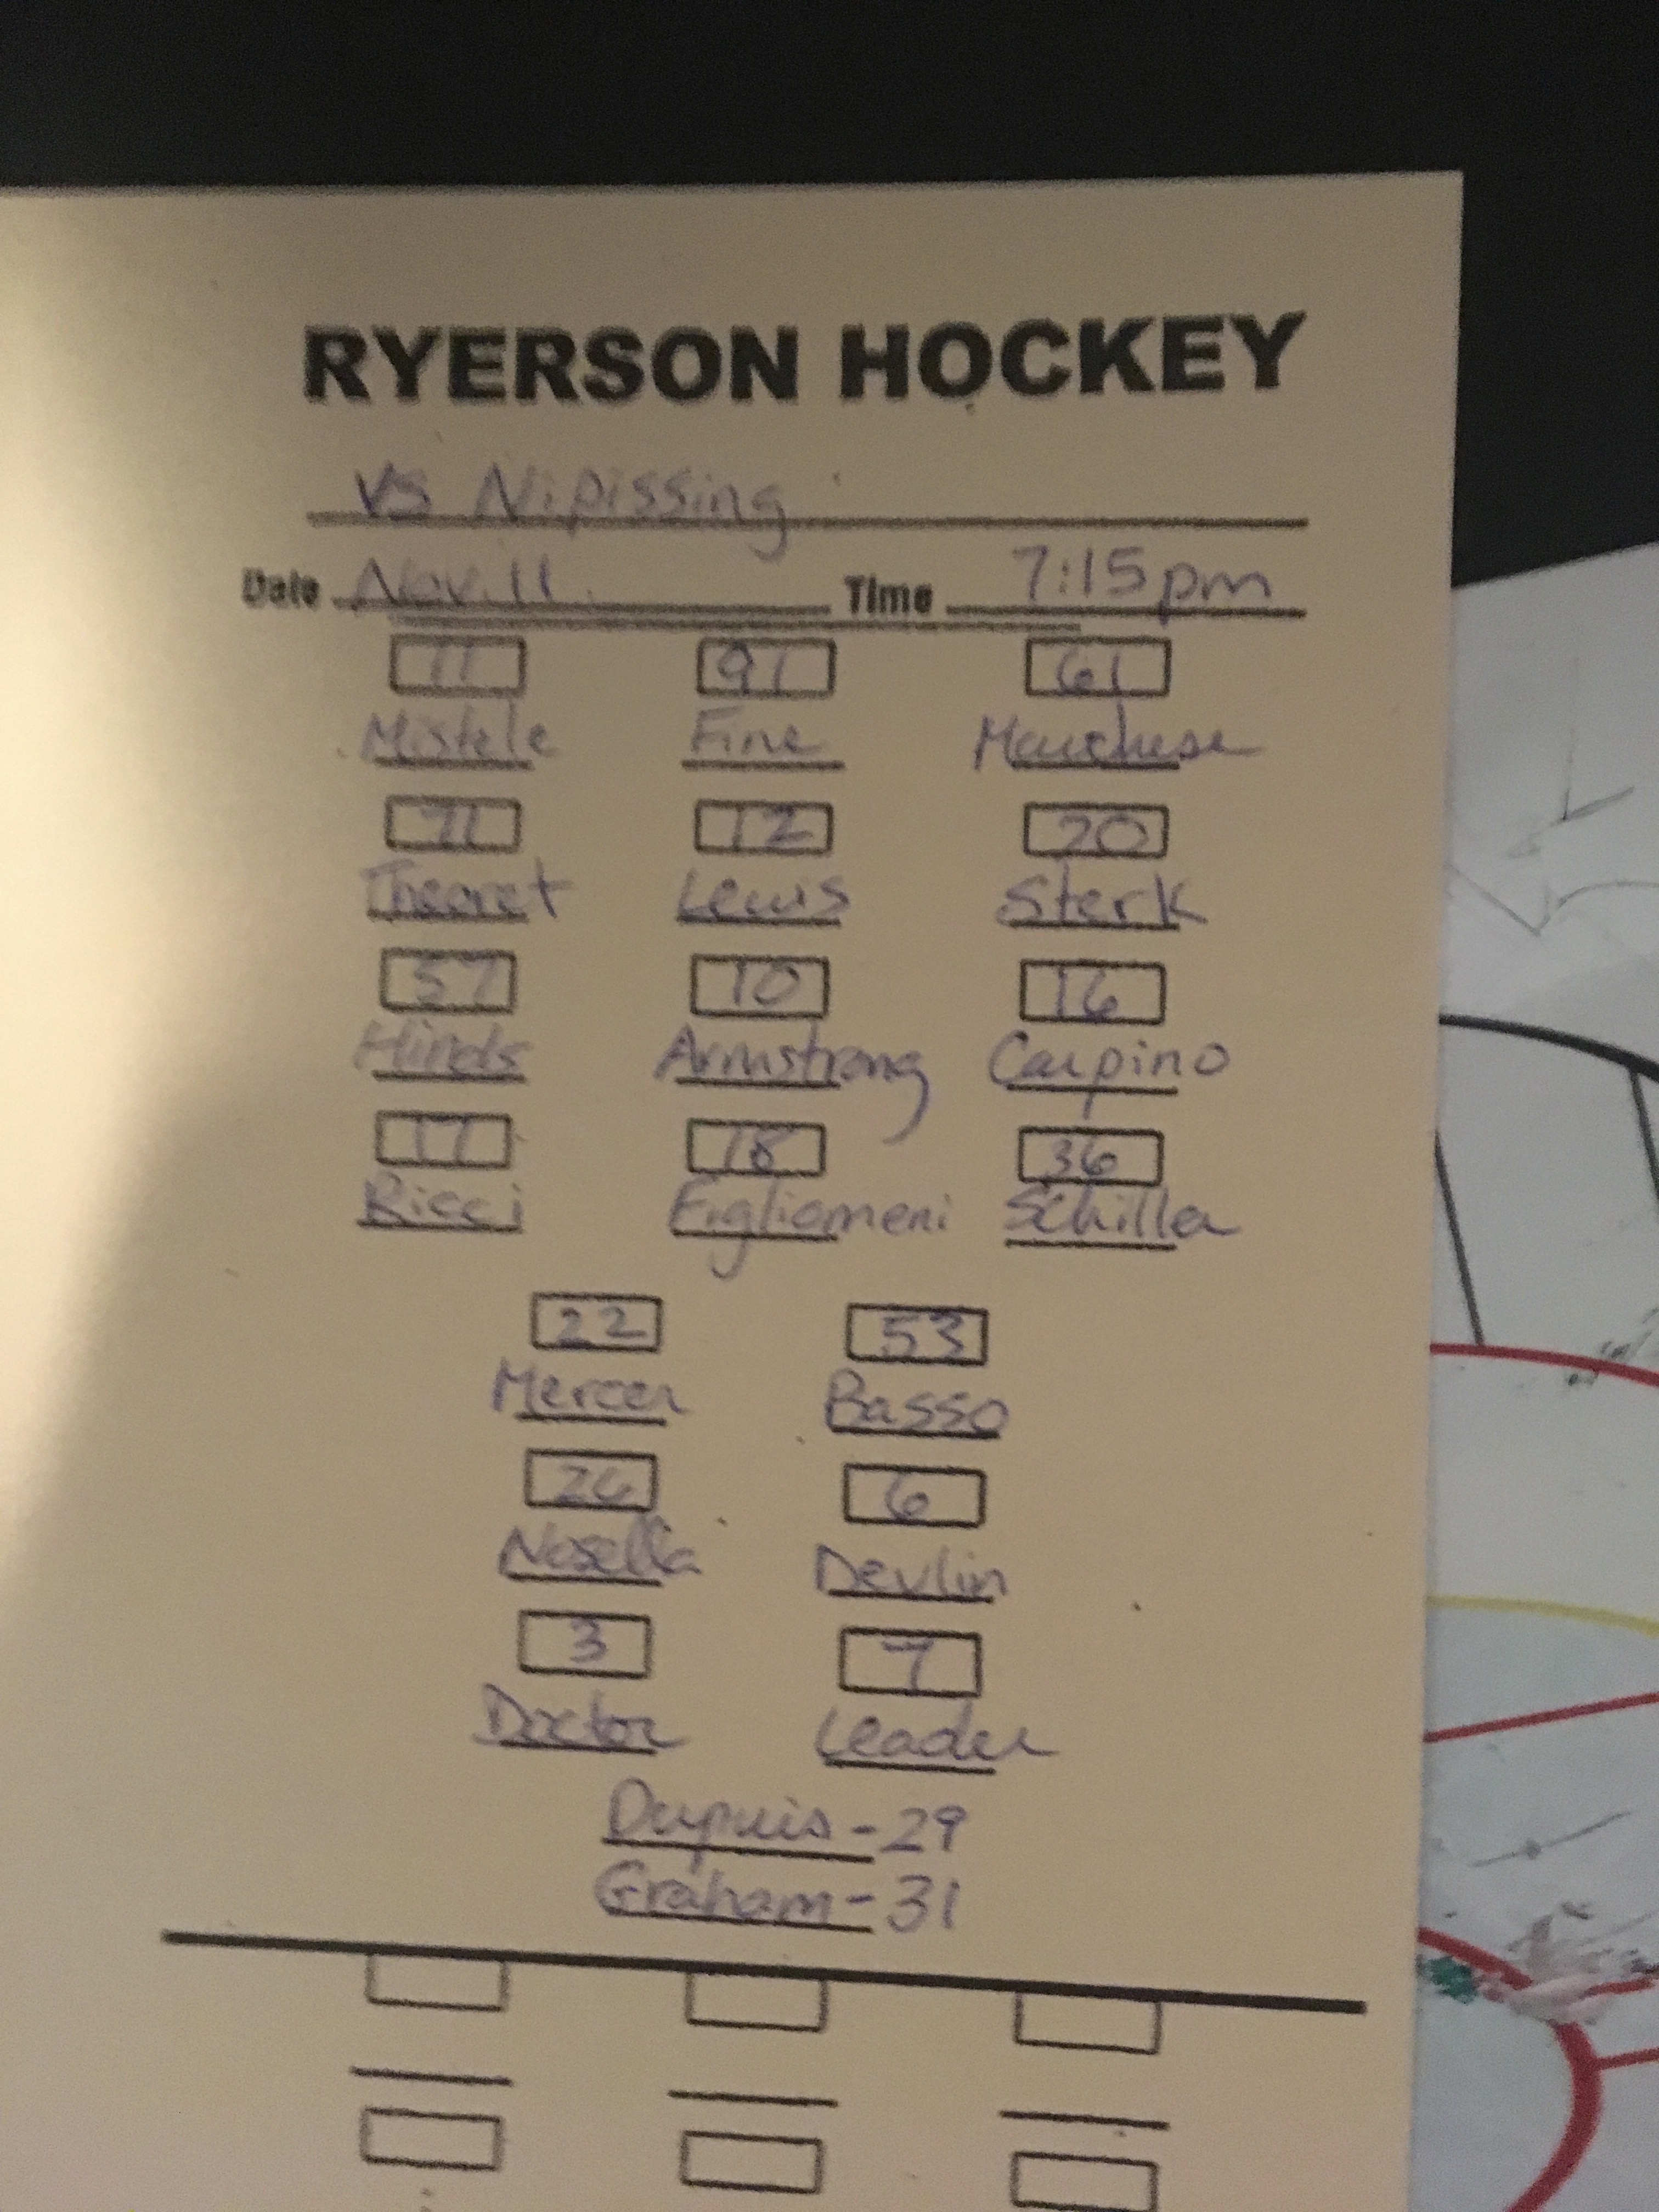 RYERSON HOCKEY
vs Nipissing
Date Nov. 11 Time 7:15pm
11 91 61
Mistele Fine Marchese
71 12 20
Theoret Lewis Sterk
57 10 16
Hinds Armstrong Carpino
17 18 36
Ricci Figliomeni Schiller
22 53
Mercer Basso
26 6
Nosella Devlin
3 7
Doctor Leader
Dupuis - 29
Graham - 31